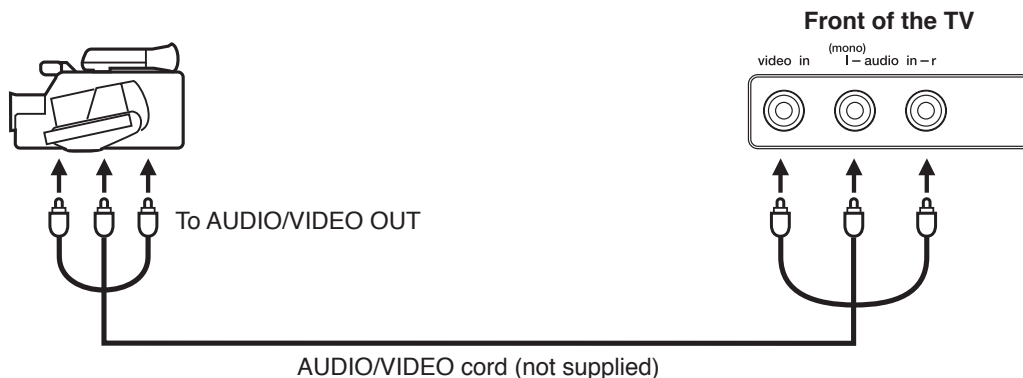 Front of the TV
(mono)
video in l – audio in – r
To AUDIO/VIDEO OUT
AUDIO/VIDEO cord (not supplied)